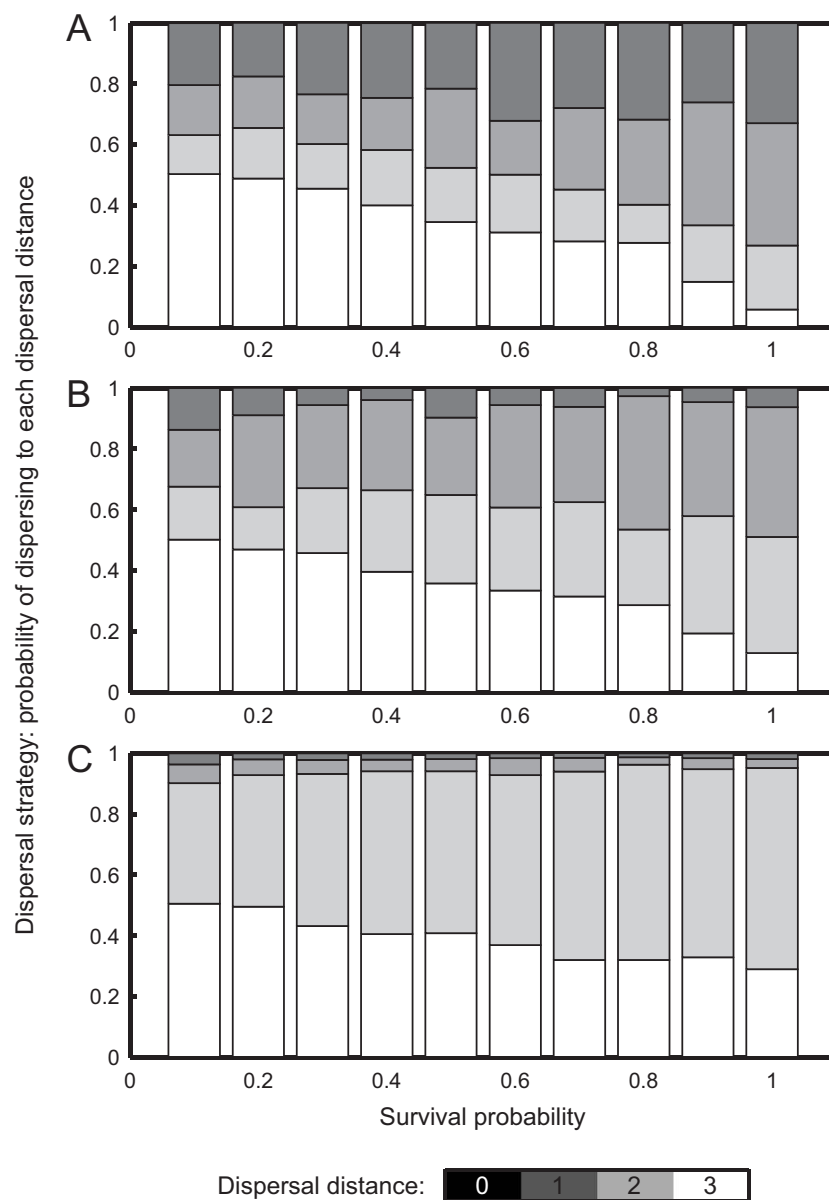 Dispersal strategy: probability of dispersing to each dispersal distance
A
1
0.8
0.6
0.4
0.2
0
0 0.2 0.4 0.6 0.8 1
B
1
0.8
0.6
0.4
0.2
0
0 0.2 0.4 0.6 0.8 1
C
1
0.8
0.6
0.4
0.2
0
0 0.2 0.4 0.6 0.8 1
Survival probability
Dispersal distance: 0 1 2 3